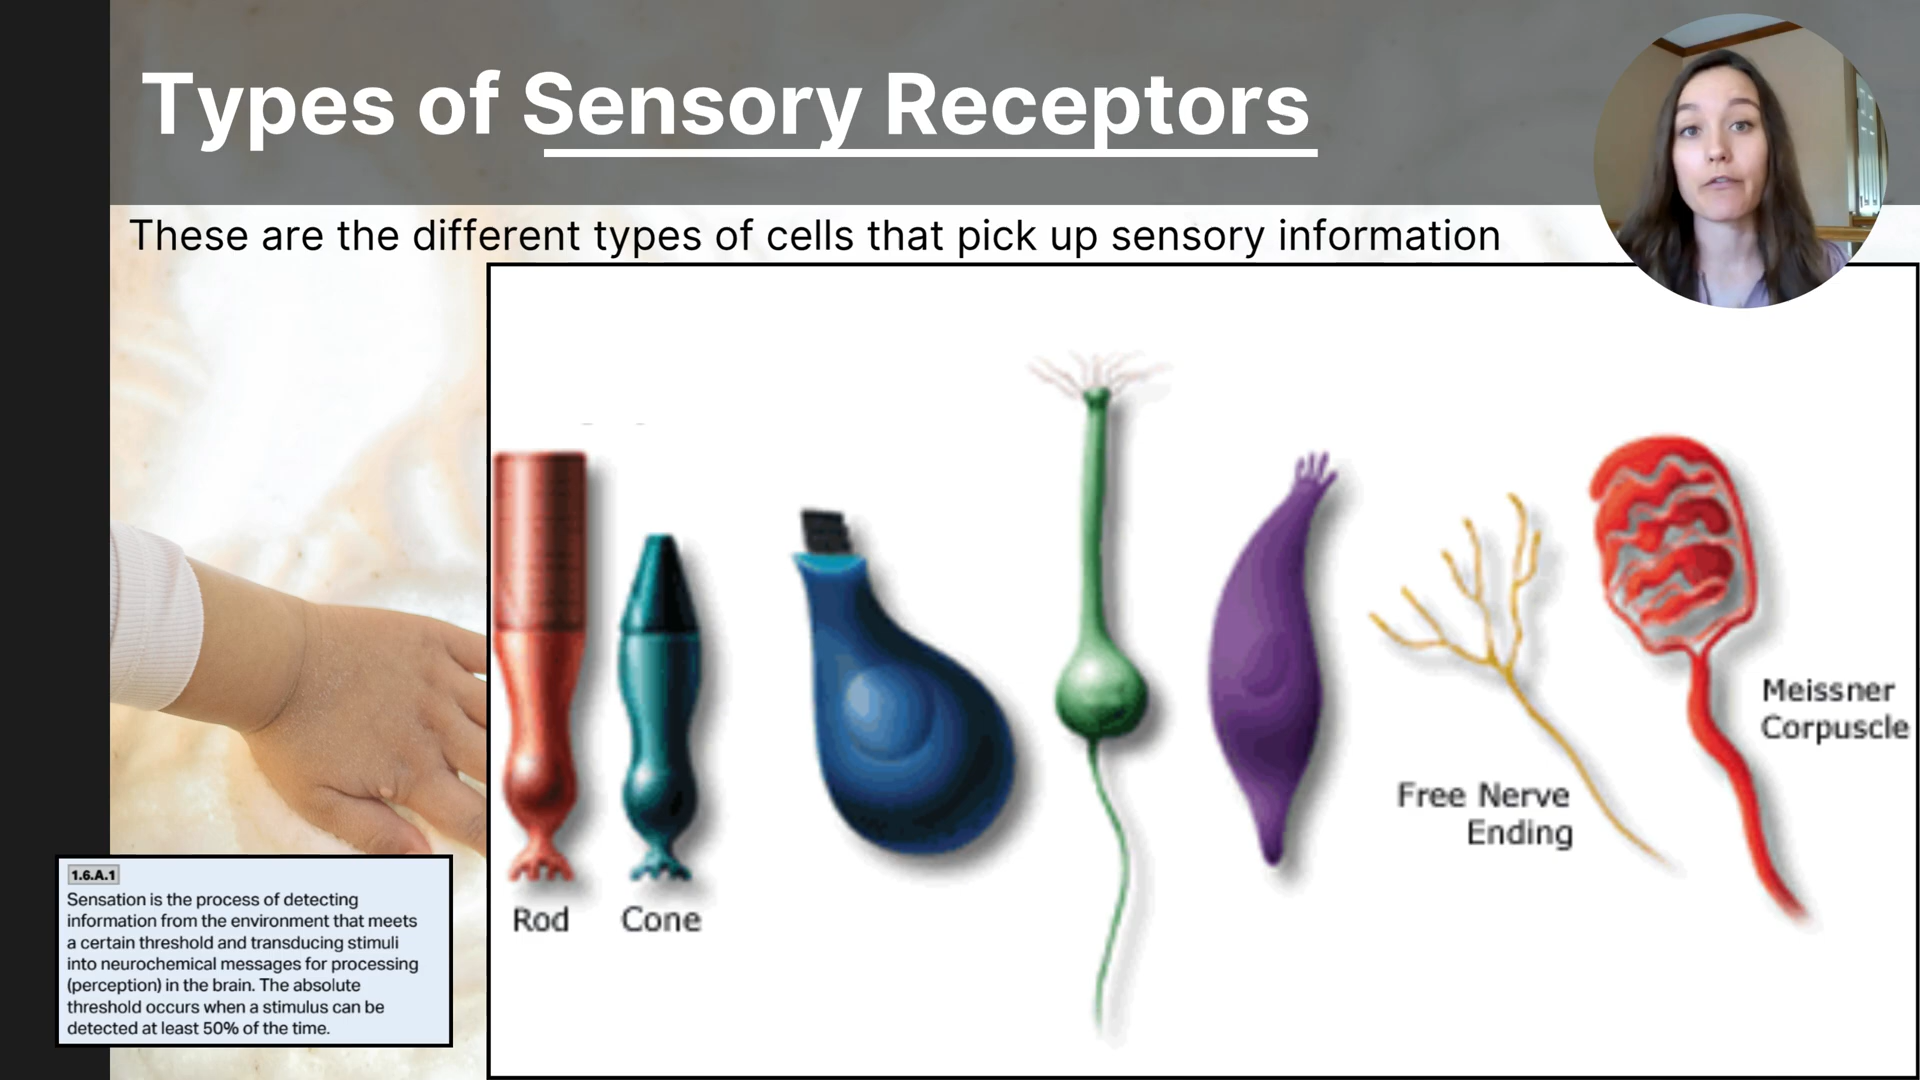 Types of Sensory Receptors
These are the different types of cells that pick up sensory information
Rod
Cone
Free Nerve
Ending
Meissner
Corpuscle
1.6.A.1
Sensation is the process of detecting
information from the environment that meets
a certain threshold and transducing stimuli
into neurochemical messages for processing
(perception) in the brain. The absolute
threshold occurs when a stimulus can be
detected at least 50% of the time.